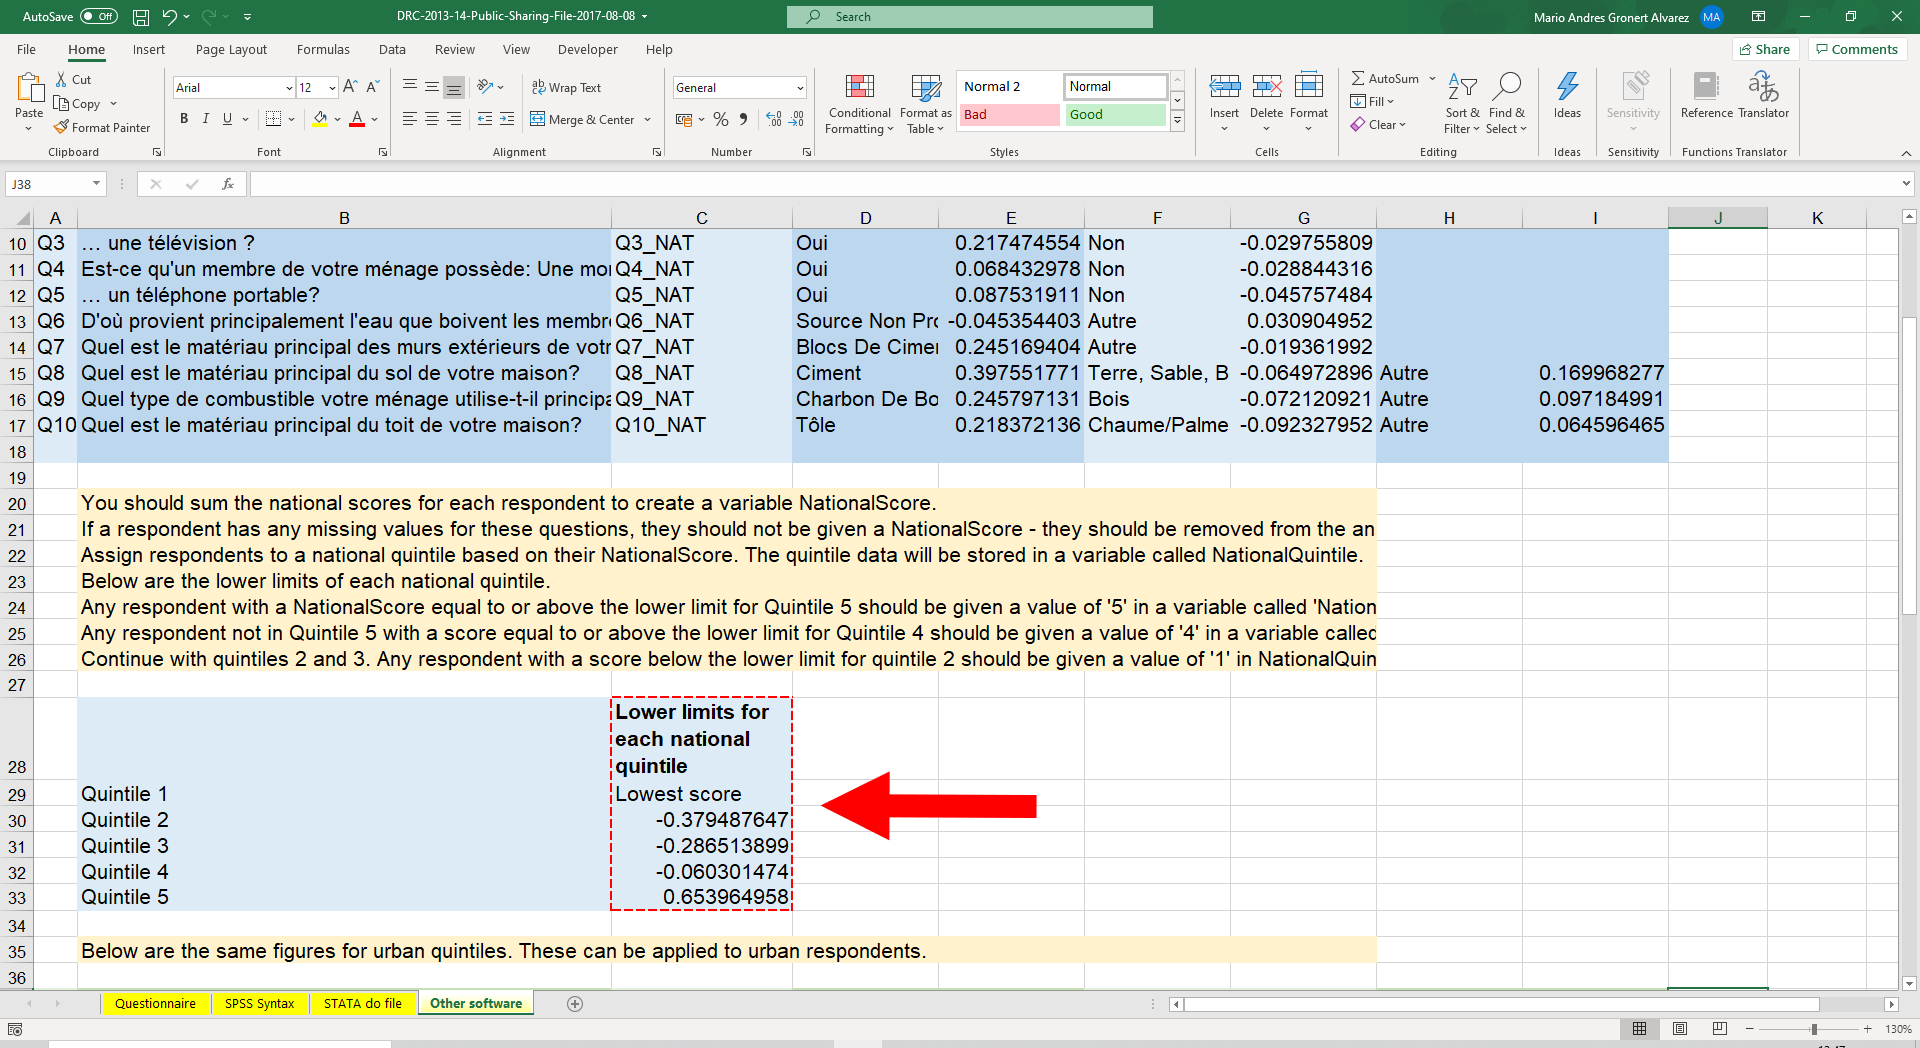 AutoSave Off DRC-2013-14-Public-Sharing-File-2017-08-08 Search Mario Andres Gronert Alvarez MA
File Home Insert Page Layout Formulas Data Review View Developer Help Share Comments
Paste Cut Copy Format Painter Clipboard
Arial 12 A A B I U A Font
Wrap Text Merge & Center Alignment
General % Number
Conditional Formatting Format as Table Normal 2 Normal Bad Good Styles
Insert Delete Format Cells
AutoSum Fill Clear Sort & Filter Find & Select Editing
Ideas Ideas
Sensitivity Sensitivity
Reference Translator Functions Translator
J38 fx
A B C D E F G H I J K
10 Q3 … une télévision ? Q3_NAT Oui 0.217474554 Non -0.029755809
11 Q4 Est-ce qu'un membre de votre ménage possède: Une mo Q4_NAT Oui 0.068432978 Non -0.028844316
12 Q5 … un téléphone portable? Q5_NAT Oui 0.087531911 Non -0.045757484
13 Q6 D'où provient principalement l'eau que boivent les membr Q6_NAT Source Non Pro -0.045354403 Autre 0.030904952
14 Q7 Quel est le matériau principal des murs extérieurs de votr Q7_NAT Blocs De Cimen 0.245169404 Autre -0.019361992
15 Q8 Quel est le matériau principal du sol de votre maison? Q8_NAT Ciment 0.397551771 Terre, Sable, B -0.064972896 Autre 0.169968277
16 Q9 Quel type de combustible votre ménage utilise-t-il principa Q9_NAT Charbon De Bo 0.245797131 Bois -0.072120921 Autre 0.097184991
17 Q10 Quel est le matériau principal du toit de votre maison? Q10_NAT Tôle 0.218372136 Chaume/Palme -0.092327952 Autre 0.064596465
18
19
20 You should sum the national scores for each respondent to create a variable NationalScore.
21 If a respondent has any missing values for these questions, they should not be given a NationalScore - they should be removed from the an
22 Assign respondents to a national quintile based on their NationalScore. The quintile data will be stored in a variable called NationalQuintile.
23 Below are the lower limits of each national quintile.
24 Any respondent with a NationalScore equal to or above the lower limit for Quintile 5 should be given a value of '5' in a variable called 'Nation
25 Any respondent not in Quintile 5 with a score equal to or above the lower limit for Quintile 4 should be given a value of '4' in a variable called
26 Continue with quintiles 2 and 3. Any respondent with a score below the lower limit for quintile 2 should be given a value of '1' in NationalQuin
27
Lower limits for
each national
28 quintile
29 Quintile 1 Lowest score
30 Quintile 2 -0.379487647
31 Quintile 3 -0.286513899
32 Quintile 4 -0.060301474
33 Quintile 5 0.653964958
34
35 Below are the same figures for urban quintiles. These can be applied to urban respondents.
36
Questionnaire SPSS Syntax STATA do file Other software
130%